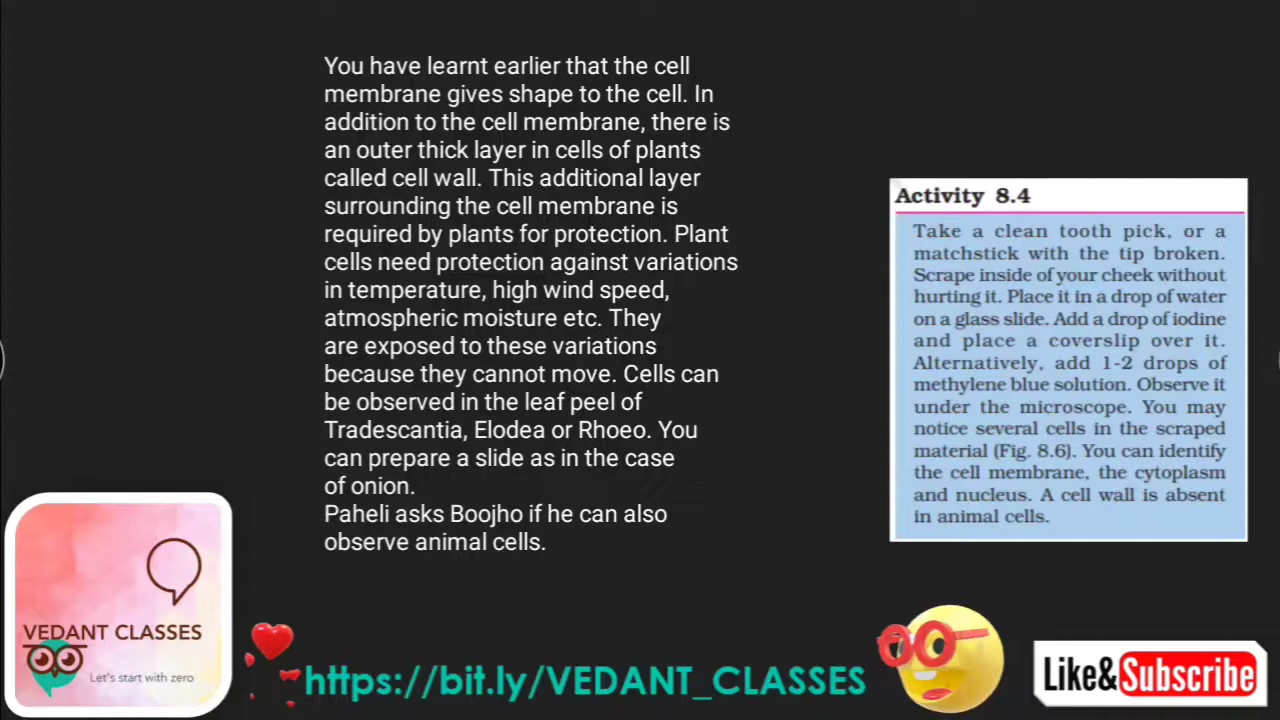 You have learnt earlier that the cell
membrane gives shape to the cell. In
addition to the cell membrane, there is
an outer thick layer in cells of plants
called cell wall. This additional layer
surrounding the cell membrane is
required by plants for protection. Plant
cells need protection against variations
in temperature, high wind speed,
atmospheric moisture etc. They
are exposed to these variations
because they cannot move. Cells can
be observed in the leaf peel of
Tradescantia, Elodea or Rhoeo. You
can prepare a slide as in the case
of onion.
Paheli asks Boojho if he can also
observe animal cells.
Activity 8.4
Take a clean tooth pick, or a
matchstick with the tip broken.
Scrape inside of your cheek without
hurting it. Place it in a drop of water
on a glass slide. Add a drop of iodine
and place a coverslip over it.
Alternatively, add 1-2 drops of
methylene blue solution. Observe it
under the microscope. You may
notice several cells in the scraped
material (Fig. 8.6). You can identify
the cell membrane, the cytoplasm
and nucleus. A cell wall is absent
in animal cells.
VEDANT CLASSES
Let's start with zero
https://bit.ly/VEDANT_CLASSES
Like&Subscribe